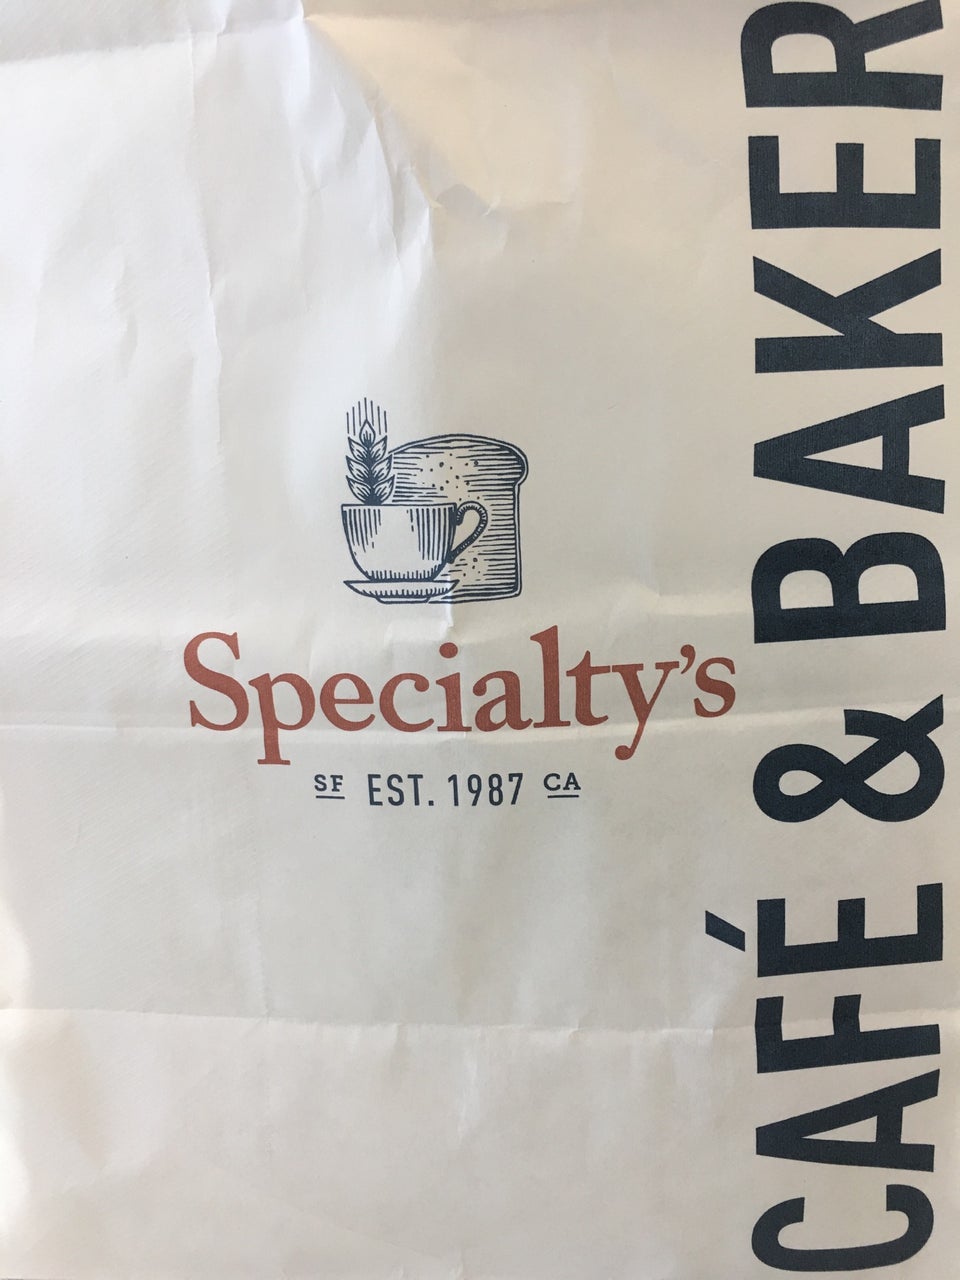 Specialty's
SF EST. 1987 CA
CAFÉ & BAKER